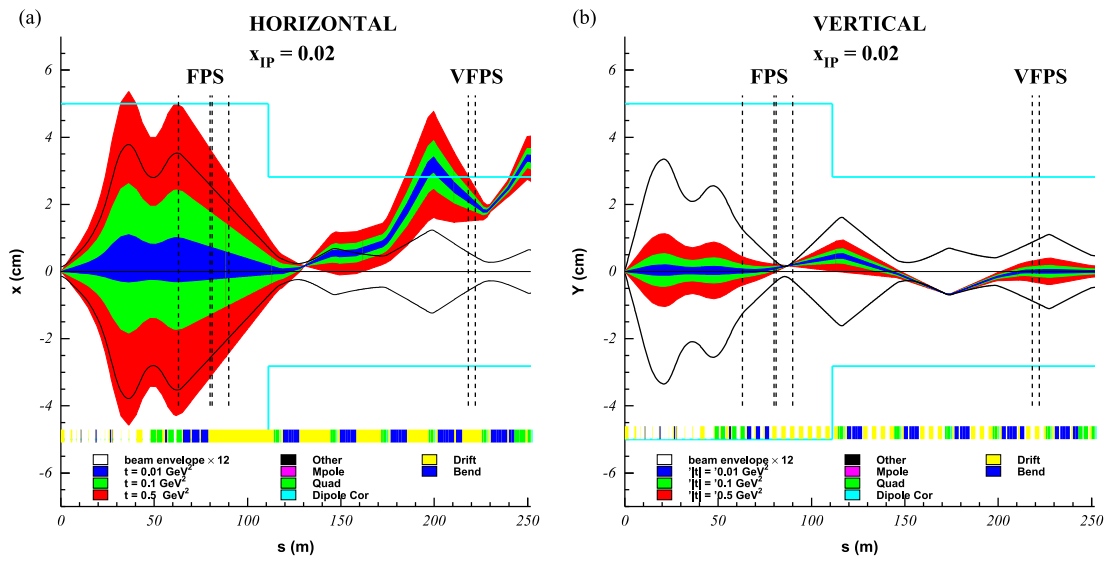 (a)
HORIZONTAL
x_IP = 0.02
FPS
VFPS
x (cm)
6
4
2
0
-2
-4
-6
beam envelope × 12
t = 0.01 GeV²
t = 0.1 GeV²
t = 0.5 GeV²
Other
Mpole
Quad
Dipole Cor
Drift
Bend
0
50
100
150
200
250
s (m)
(b)
VERTICAL
x_IP = 0.02
FPS
VFPS
Y (cm)
6
4
2
0
-2
-4
-6
beam envelope × 12
'|t| = '0.01 GeV²
'|t| = '0.1 GeV²
'|t| = '0.5 GeV²
Other
Mpole
Quad
Dipole Cor
Drift
Bend
0
50
100
150
200
250
s (m)